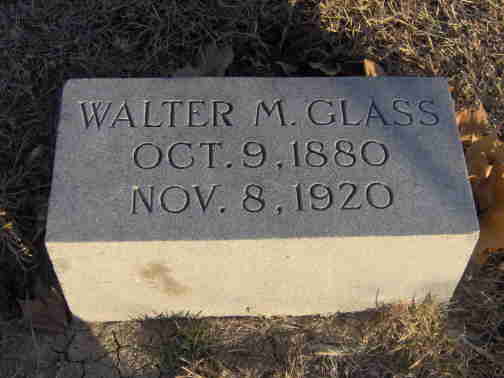 WALTER M. GLASS
OCT. 9, 1880
NOV. 8, 1920